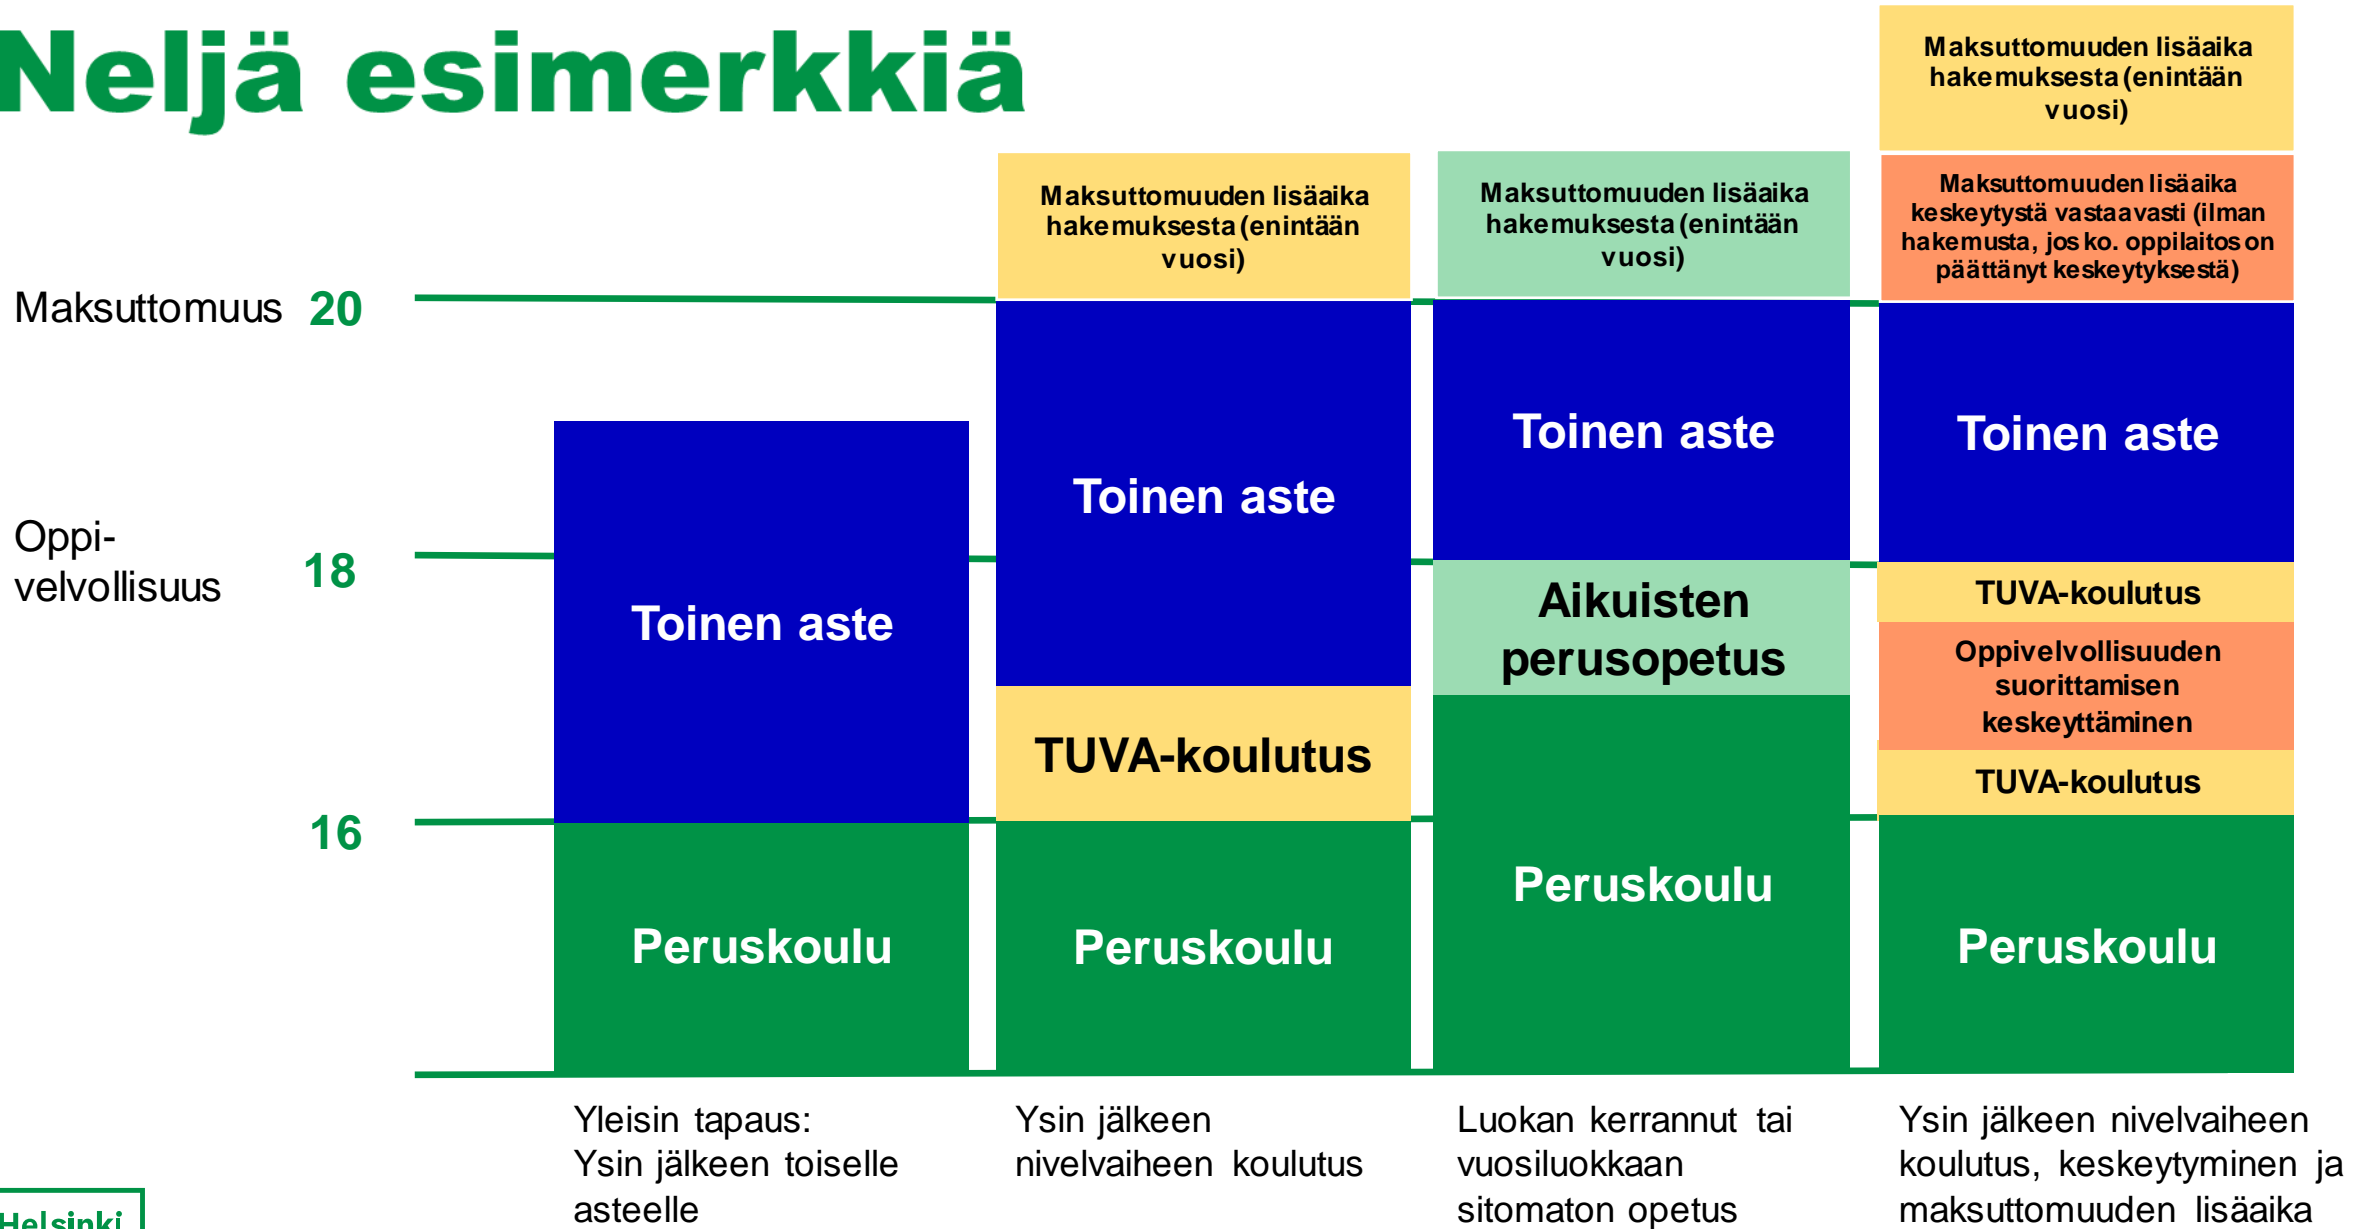 Neljä esimerkkiä
Maksuttomuus 20
Oppi-
velvollisuus
18
16
Toinen aste
Peruskoulu
Yleisin tapaus:
Ysin jälkeen toiselle
asteelle
Maksuttomuuden lisäaika
hakemuksesta (enintään
vuosi)
Toinen aste
TUVA-koulutus
Peruskoulu
Ysin jälkeen
nivelvaiheen koulutus
Maksuttomuuden lisäaika
hakemuksesta (enintään
vuosi)
Toinen aste
Aikuisten
perusopetus
Peruskoulu
Luokan kerrannut tai
vuosiluokkaan
sitomaton opetus
Maksuttomuuden lisäaika
hakemuksesta (enintään
vuosi)
Maksuttomuuden lisäaika
keskeytystä vastaavasti (ilman
hakemusta, jos ko. oppilaitos on
päättänyt keskeytyksestä)
Toinen aste
TUVA-koulutus
Oppivelvollisuuden
suorittamisen
keskeyttäminen
TUVA-koulutus
Peruskoulu
Ysin jälkeen nivelvaiheen
koulutus, keskeytyminen ja
maksuttomuuden lisäaika
Helsinki